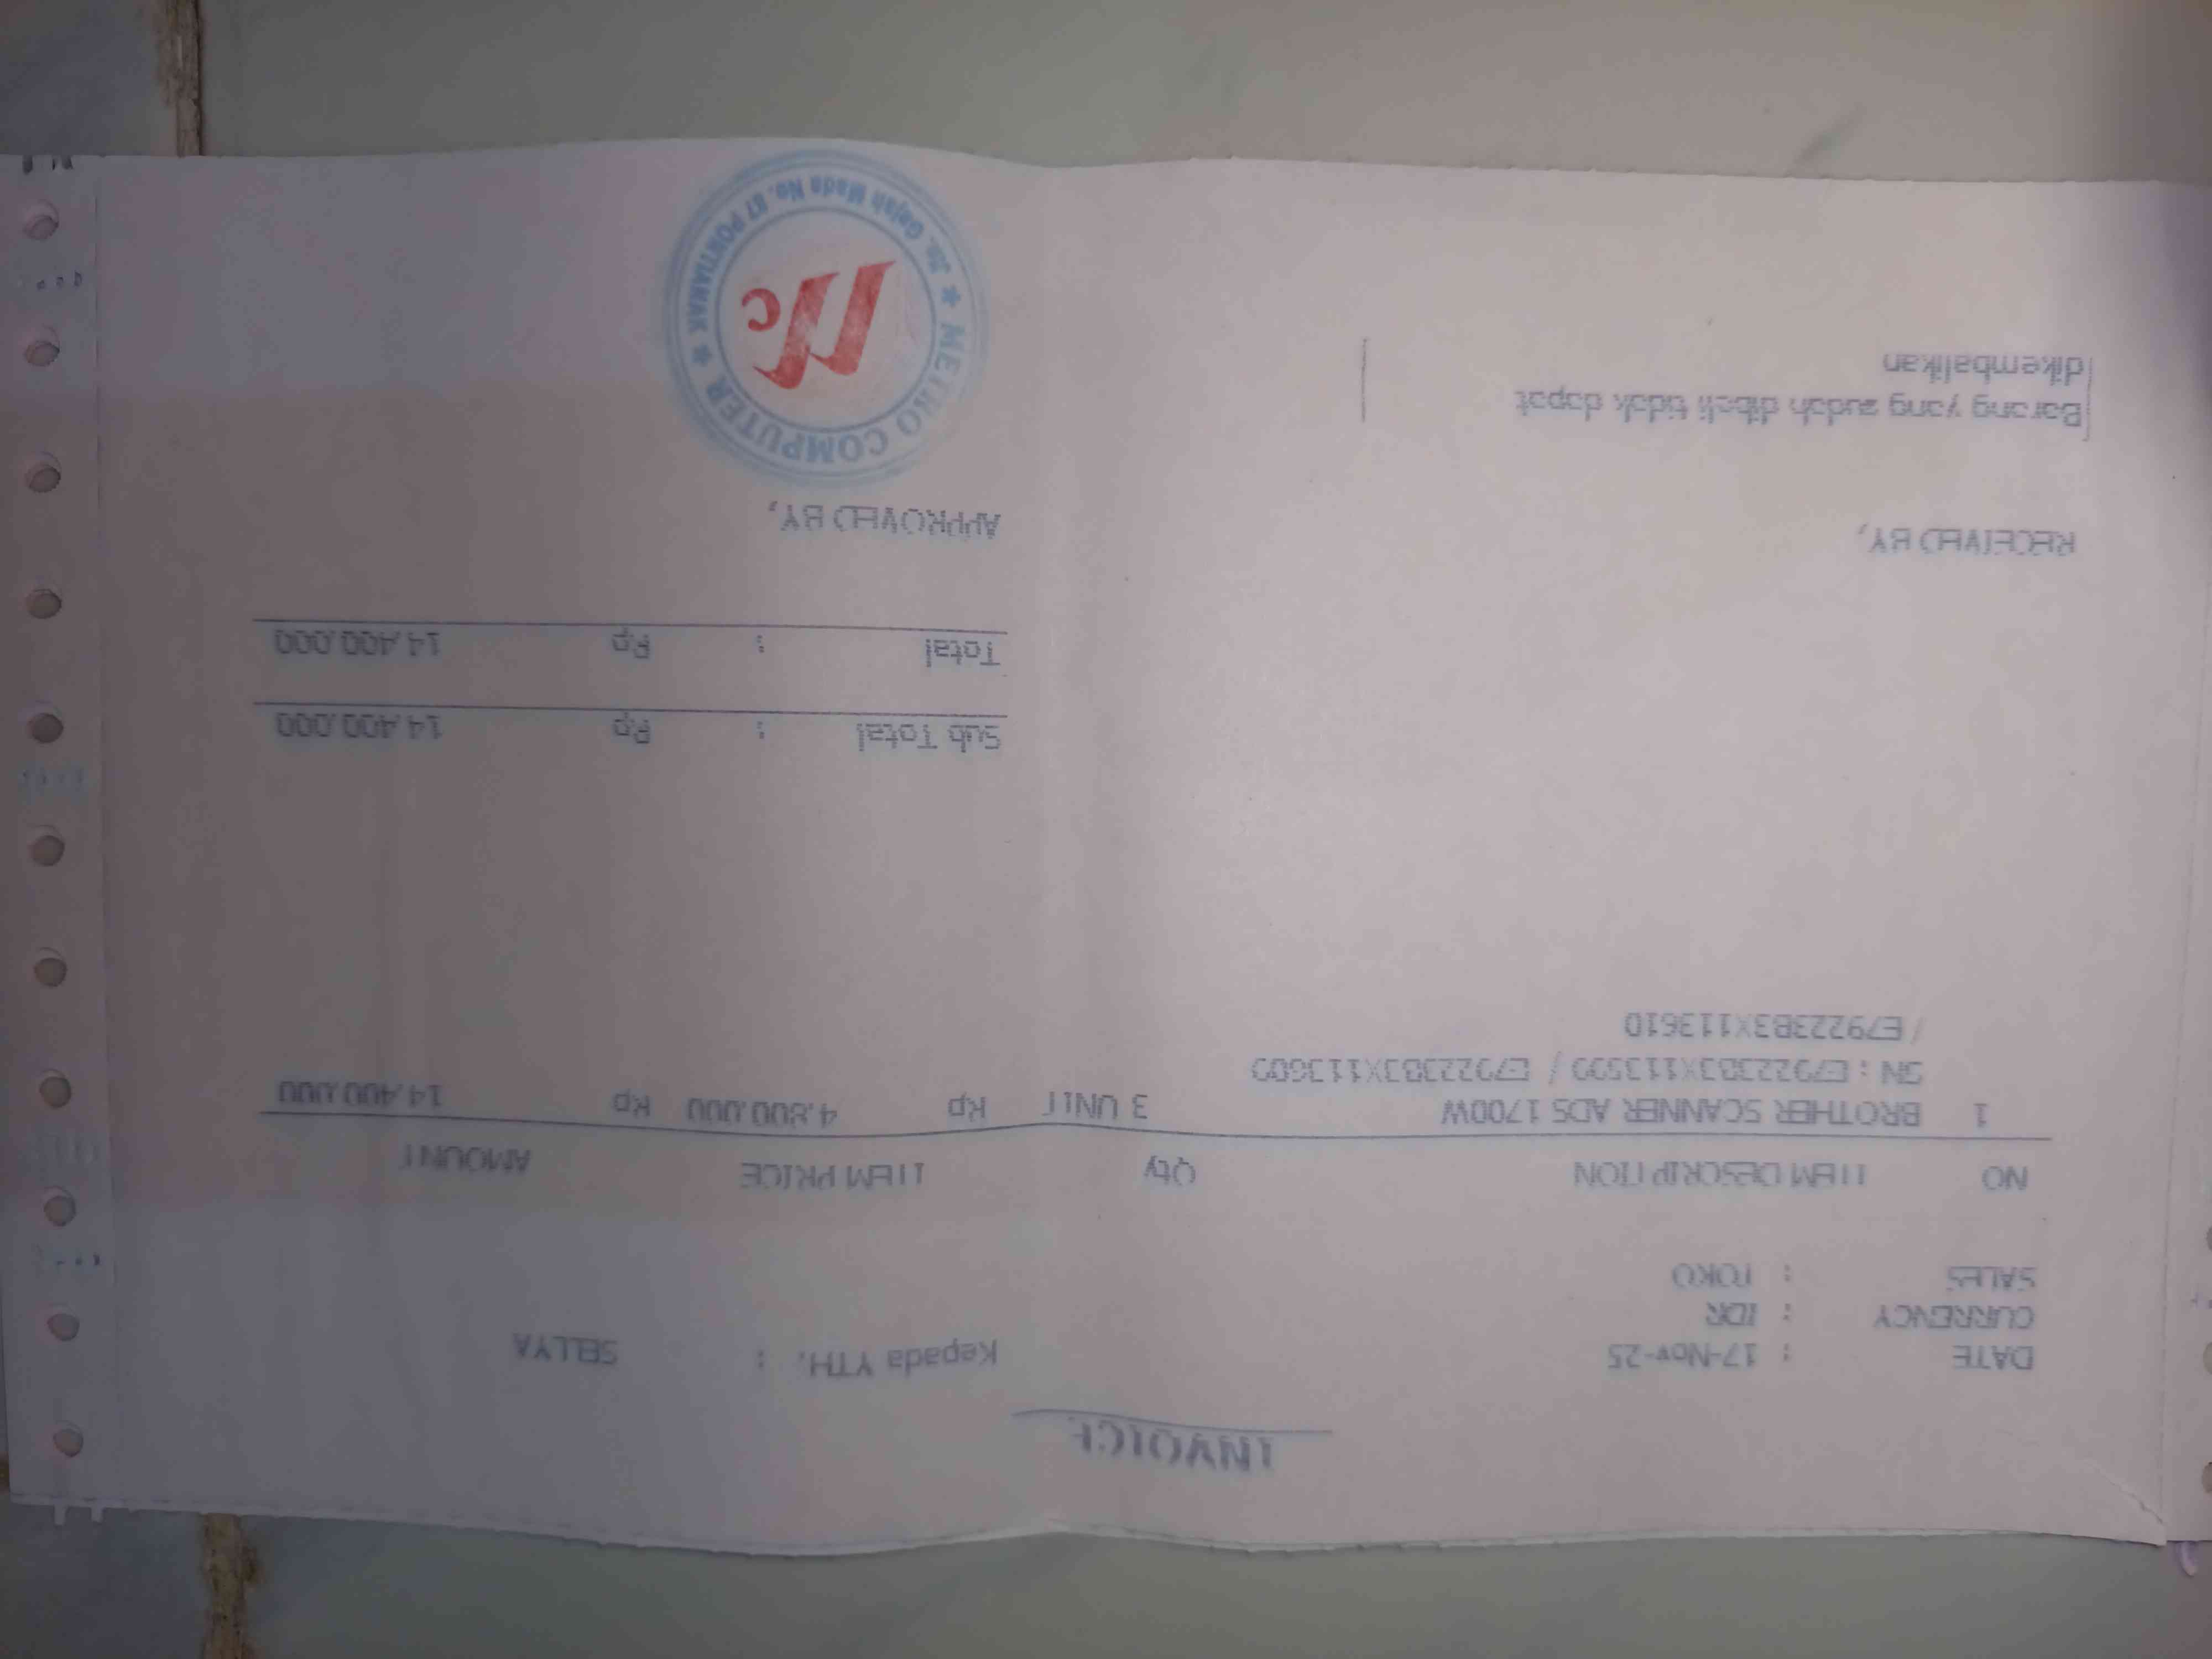 INVOICE
DATE : 17-Nov-25
CURRENCY : IDR
SALES : TOKO
Kepada YTH. : SELLYA
NO ITEM DESCRIPTION Qty ITEM PRICE AMOUNT
1 BROTHER SCANNER ADS 1700W 3 UNIT Rp 4,800,000 Rp 14,400,000
SN : E79223B3X113599 / E79223B3X113609
/ E79223B3X113610
Sub Total : Rp 14,400,000
Total : Rp 14,400,000
RECEIVED BY,
APPROVED BY,
Barang yang sudah dibeli tidak dapat
dikembalikan
METRO COMPUTER
Jln. Gajah Mada No. 87 PONTIANAK
Mc